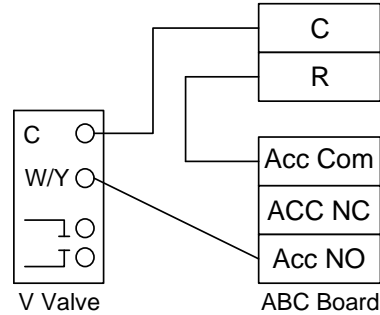 C
R
C
W/Y
Acc Com
ACC NC
Acc NO
V Valve
ABC Board